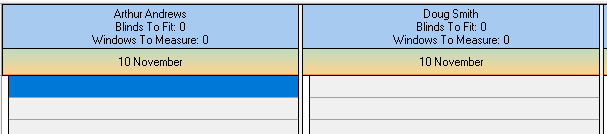 Arthur Andrews
Blinds To Fit: 0
Windows To Measure: 0
10 November
Doug Smith
Blinds To Fit: 0
Windows To Measure: 0
10 November